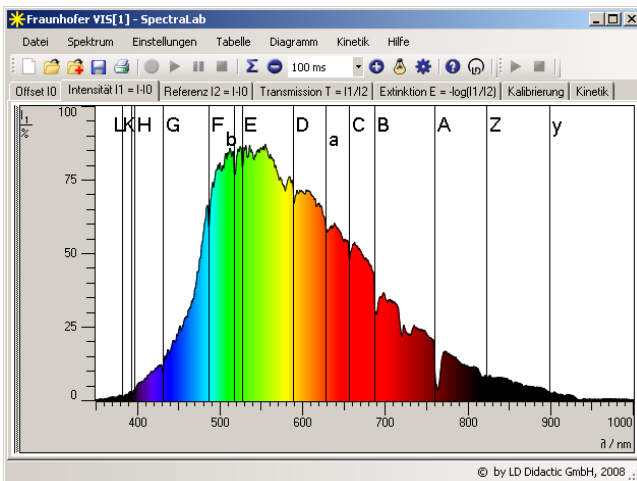 Fraunhofer VIS[1] - SpectraLab
Datei Spektrum Einstellungen Tabelle Diagramm Kinetik Hilfe
Σ 100 ms
Offset I0 Intensität I1 = I-I0 Referenz I2 = I-I0 Transmission T = I1/I2 Extinktion E = -log(I1/I2) Kalibrierung Kinetik
I1
%
100
75
50
25
0
L K H G F b E D a C B A Z y
400 500 600 700 800 900 1000
λ / nm
© by LD Didactic GmbH, 2008